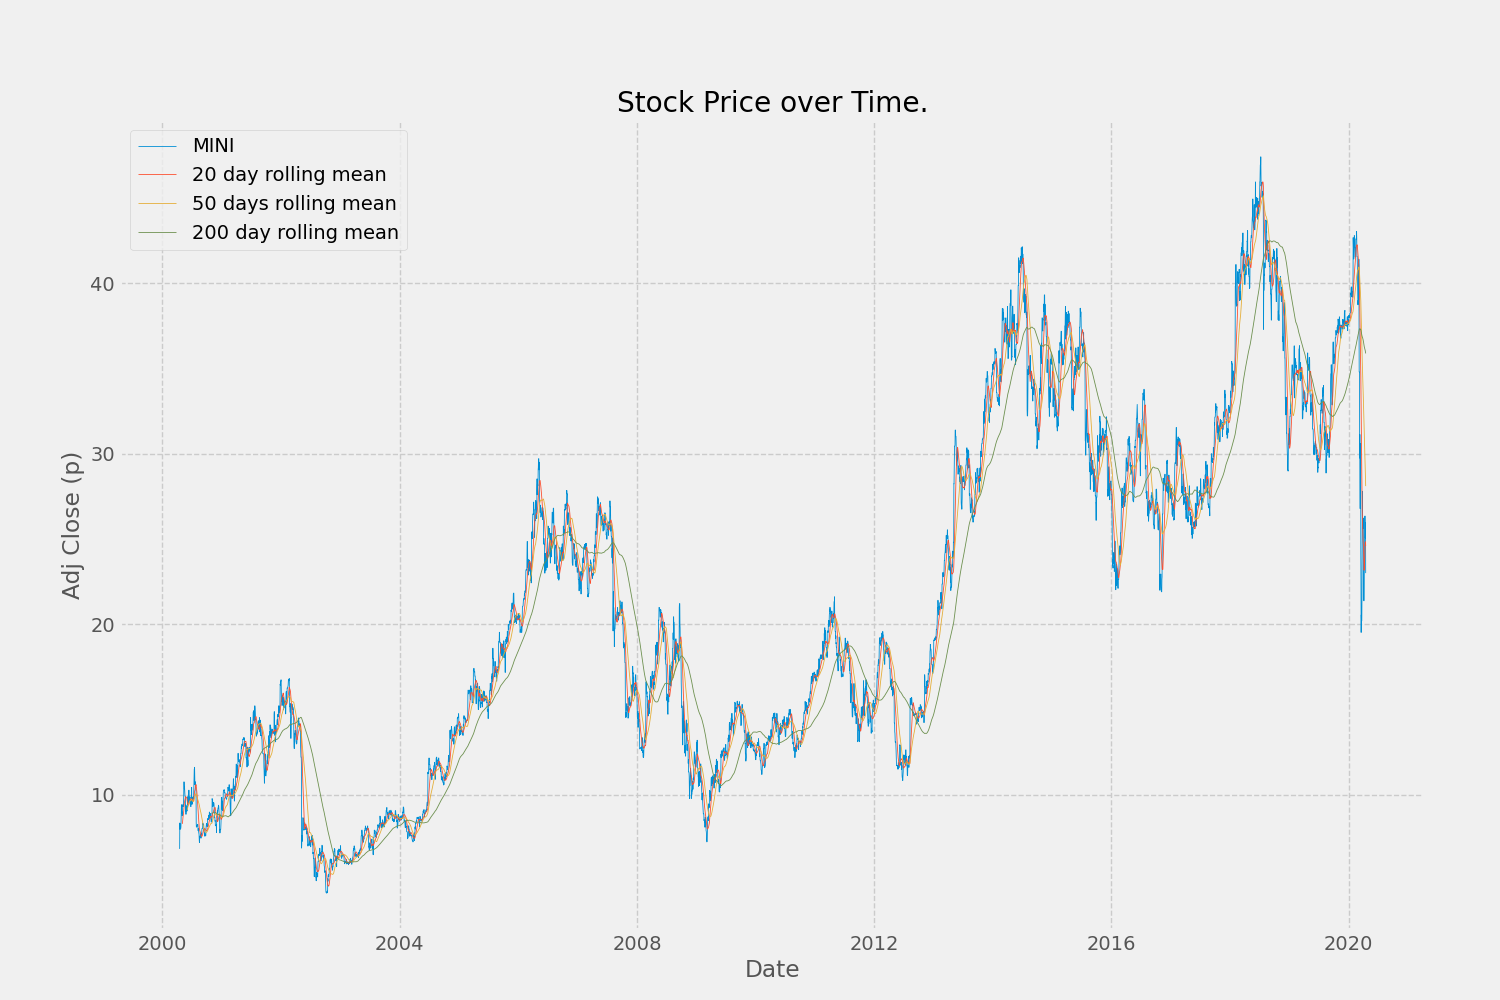 Stock Price over Time.
MINI
20 day rolling mean
50 days rolling mean
200 day rolling mean
Adj Close (p)
40
30
20
10
2000 2004 2008 2012 2016 2020
Date